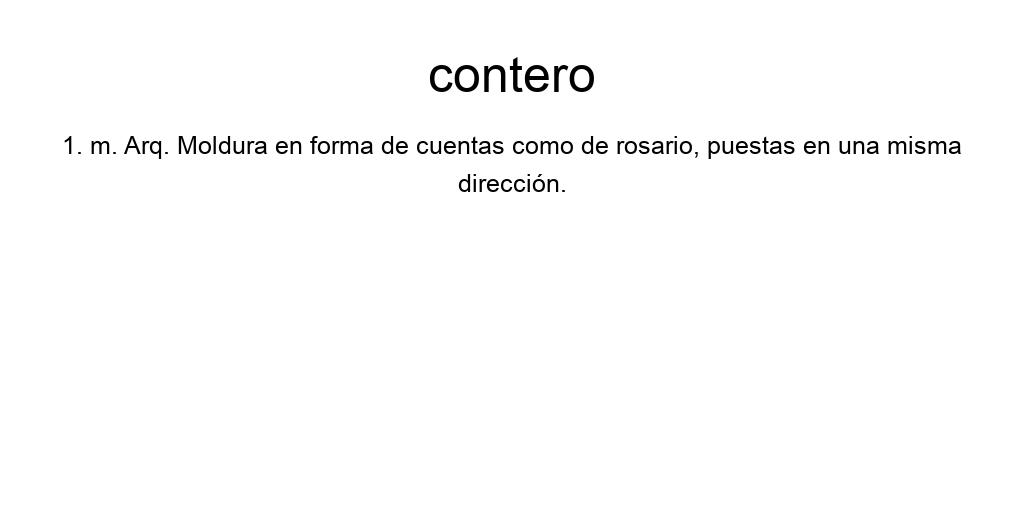 contero
1. m. Arq. Moldura en forma de cuentas como de rosario, puestas en una misma
dirección.